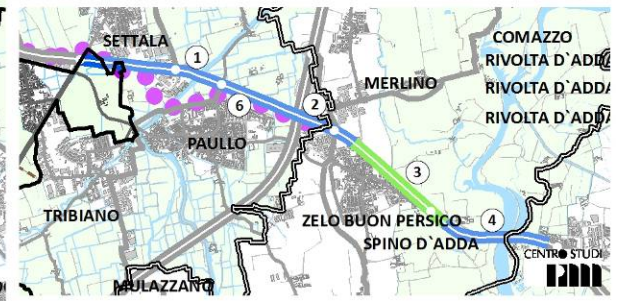 SETTALA
COMAZZO
1
RIVOLTA D`ADDA
MERLINO
RIVOLTA D`ADDA
6
2
RIVOLTA D`ADDA
PAULLO
3
TRIBIANO
ZELO BUON PERSICO
4
SPINO D`ADDA
CENTRO STUDI
PIM
MULAZZANO